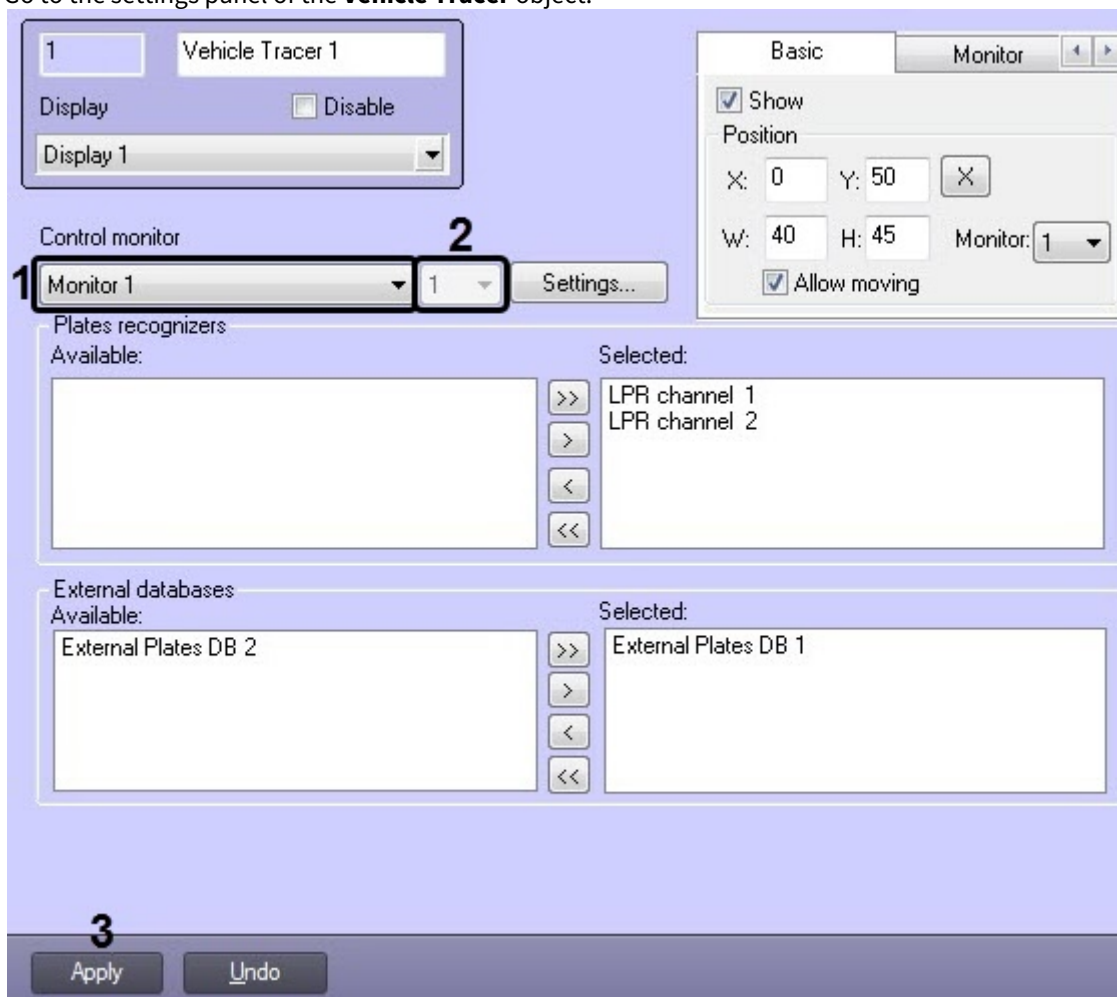 Go to the settings panel of the Vehicle Tracer object.
1 Vehicle Tracer 1
Display Disable
Display 1
Basic Monitor
Show
Position
X: 0 Y: 50 X
W: 40 H: 45 Monitor: 1
Allow moving
Control monitor 2
1 Monitor 1 1 Settings...
Plates recognizers
Available: Selected:
>> LPR channel 1
LPR channel 2
>
<
<<
External databases
Available: Selected:
External Plates DB 2 >> External Plates DB 1
>
<
<<
3
Apply Undo